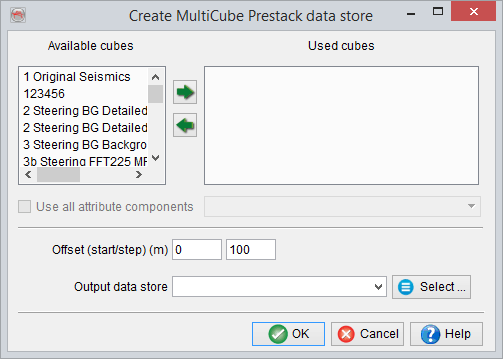 Create MultiCube Prestack data store
Available cubes
Used cubes
1 Original Seismics
123456
2 Steering BG Detailed
2 Steering BG Detailed
3 Steering BG Backgro
3b Steering FFT225 MF
Use all attribute components
Offset (start/step) (m) 0 100
Output data store
Select ...
OK Cancel Help